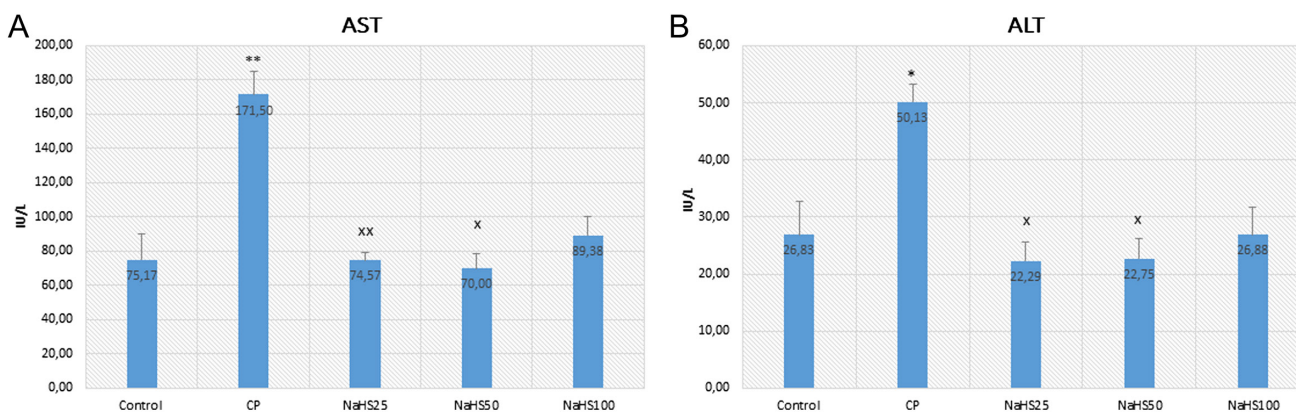 A
AST
200,00
180,00
160,00
140,00
120,00
100,00
80,00
60,00
40,00
20,00
0,00
IU/L
**
171,50
75,17
xx
74,57
x
70,00
89,38
Control
CP
NaHS25
NaHS50
NaHS100
B
ALT
60,00
50,00
40,00
30,00
20,00
10,00
0,00
IU/L
*
50,13
26,83
x
22,29
x
22,75
26,88
Control
CP
NaHS25
NaHS50
NaHS100